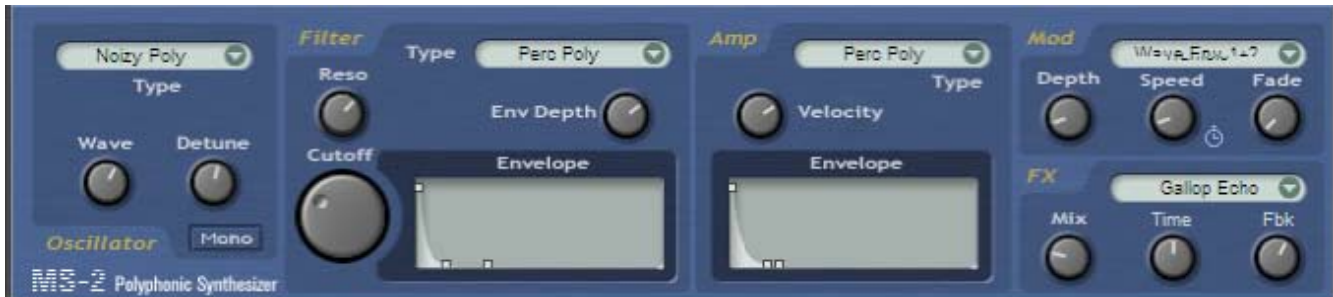 Noizy Poly
Type
Wave Detune
Oscillator Mono
MS-2 Polyphonic Synthesizer
Filter
Type Perc Poly
Reso
Env Depth
Cutoff
Envelope
Amp
Perc Poly
Type
Velocity
Envelope
Mod
Depth Speed Fade
FX
Gallop Echo
Mix Time Fbk